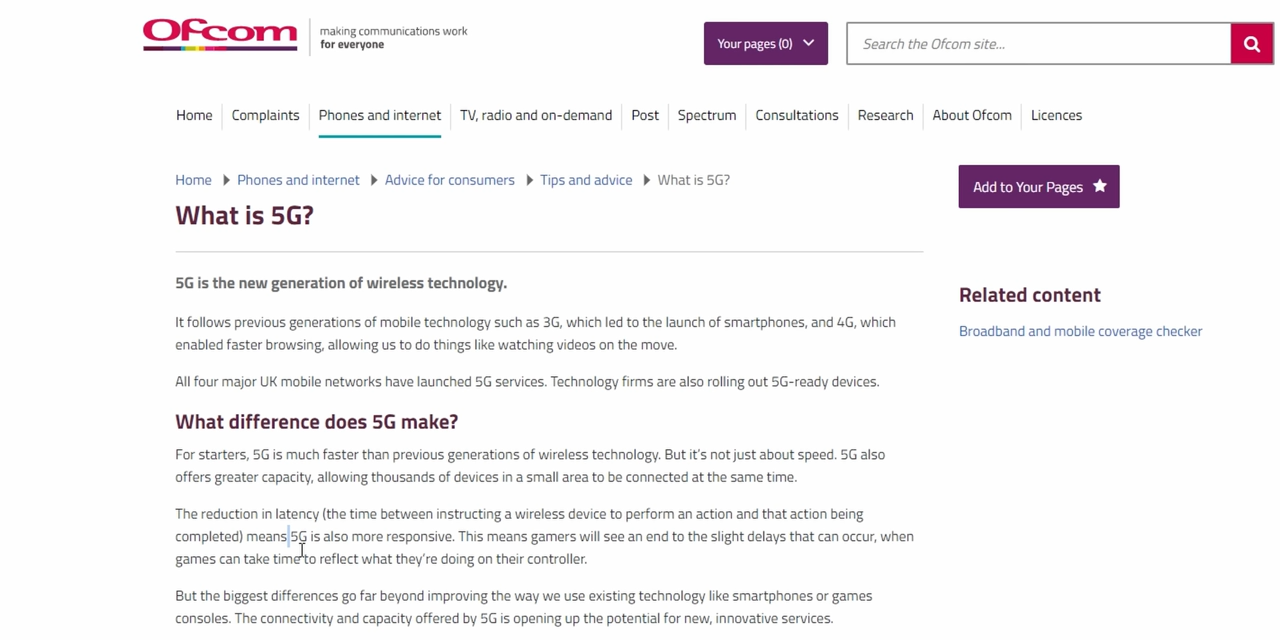 Ofcom
making communications work
for everyone
Your pages (0)
Search the Ofcom site...
Home
Complaints
Phones and internet
TV, radio and on-demand
Post
Spectrum
Consultations
Research
About Ofcom
Licences
Home
Phones and internet
Advice for consumers
Tips and advice
What is 5G?
Add to Your Pages
What is 5G?
5G is the new generation of wireless technology.
It follows previous generations of mobile technology such as 3G, which led to the launch of smartphones, and 4G, which
enabled faster browsing, allowing us to do things like watching videos on the move.
All four major UK mobile networks have launched 5G services. Technology firms are also rolling out 5G-ready devices.
What difference does 5G make?
For starters, 5G is much faster than previous generations of wireless technology. But it's not just about speed. 5G also
offers greater capacity, allowing thousands of devices in a small area to be connected at the same time.
The reduction in latency (the time between instructing a wireless device to perform an action and that action being
completed) means 5G is also more responsive. This means gamers will see an end to the slight delays that can occur, when
games can take time to reflect what they're doing on their controller.
But the biggest differences go far beyond improving the way we use existing technology like smartphones or games
consoles. The connectivity and capacity offered by 5G is opening up the potential for new, innovative services.
Related content
Broadband and mobile coverage checker